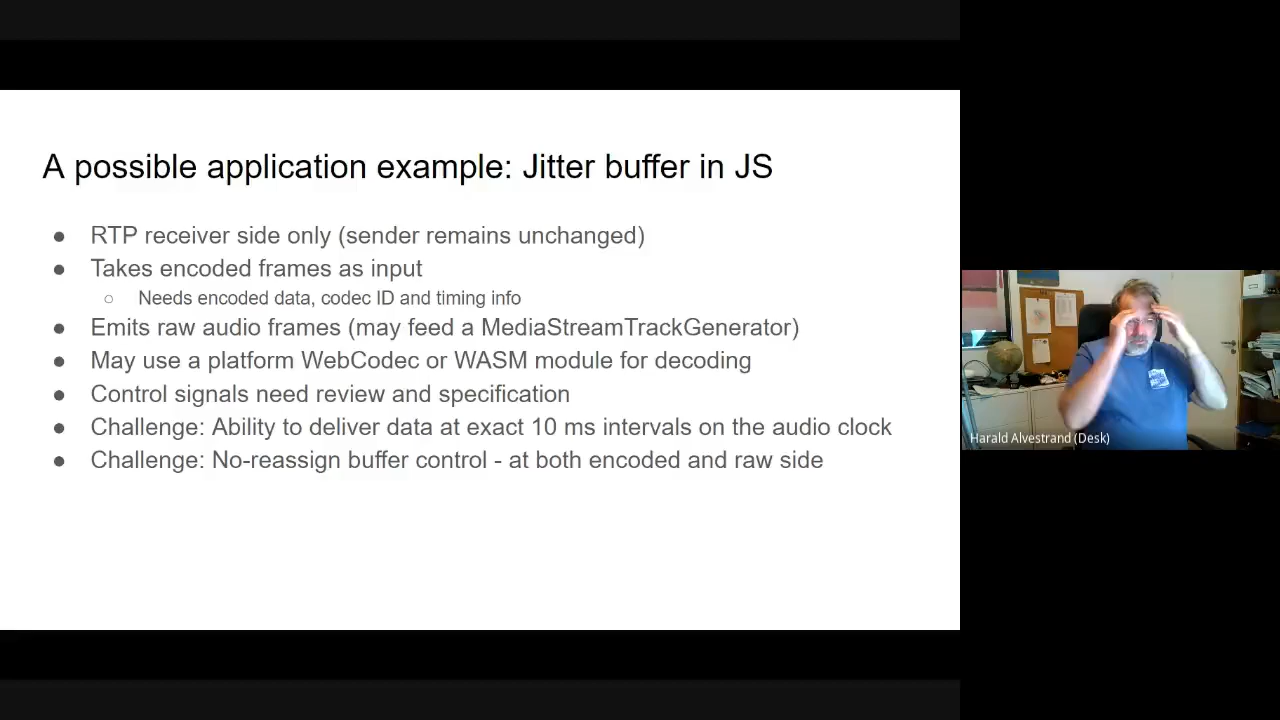 A possible application example: Jitter buffer in JS
● RTP receiver side only (sender remains unchanged)
● Takes encoded frames as input
○ Needs encoded data, codec ID and timing info
● Emits raw audio frames (may feed a MediaStreamTrackGenerator)
● May use a platform WebCodec or WASM module for decoding
● Control signals need review and specification
● Challenge: Ability to deliver data at exact 10 ms intervals on the audio clock
● Challenge: No-reassign buffer control - at both encoded and raw side
Harald Alvestrand (Desk)